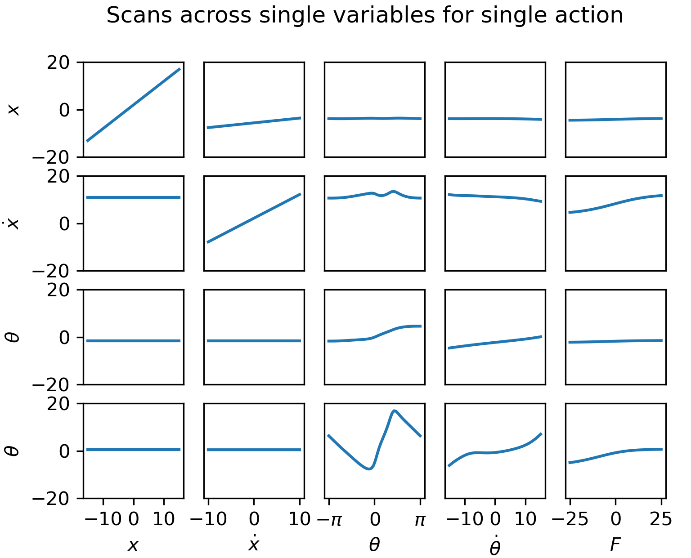 Scans across single variables for single action
20
0
−20
x
20
0
−20
ẋ
20
0
−20
θ
20
0
−20
θ
−10 0 10 −10 0 10 −π 0 π −10 0 10 −25 0 25
x ẋ θ θ̇ F